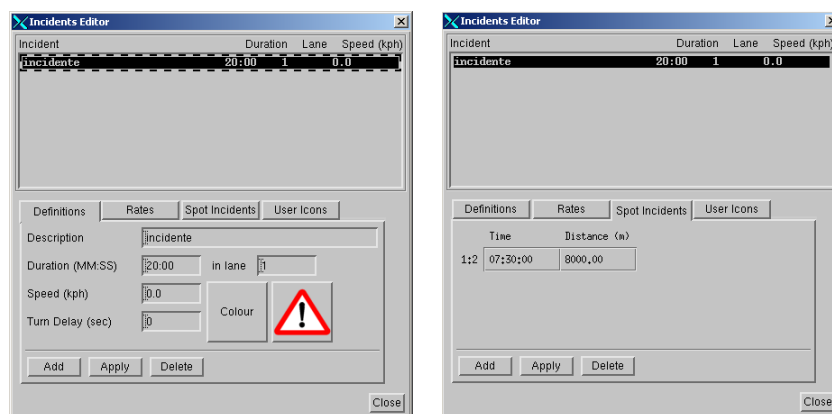 Incidents Editor
Incident Duration Lane Speed (kph)
incidente 20:00 1 0.0
Definitions Rates Spot Incidents User Icons
Description incidente
Duration (MM:SS) 20:00 in lane 1
Speed (kph) 0.0
Colour
Turn Delay (sec) 0
Add Apply Delete
Close
Incidents Editor
Incident Duration Lane Speed (kph)
incidente 20:00 1 0.0
Definitions Rates Spot Incidents User Icons
Time Distance (m)
1:2 07:30:00 8000.00
Add Apply Delete
Close